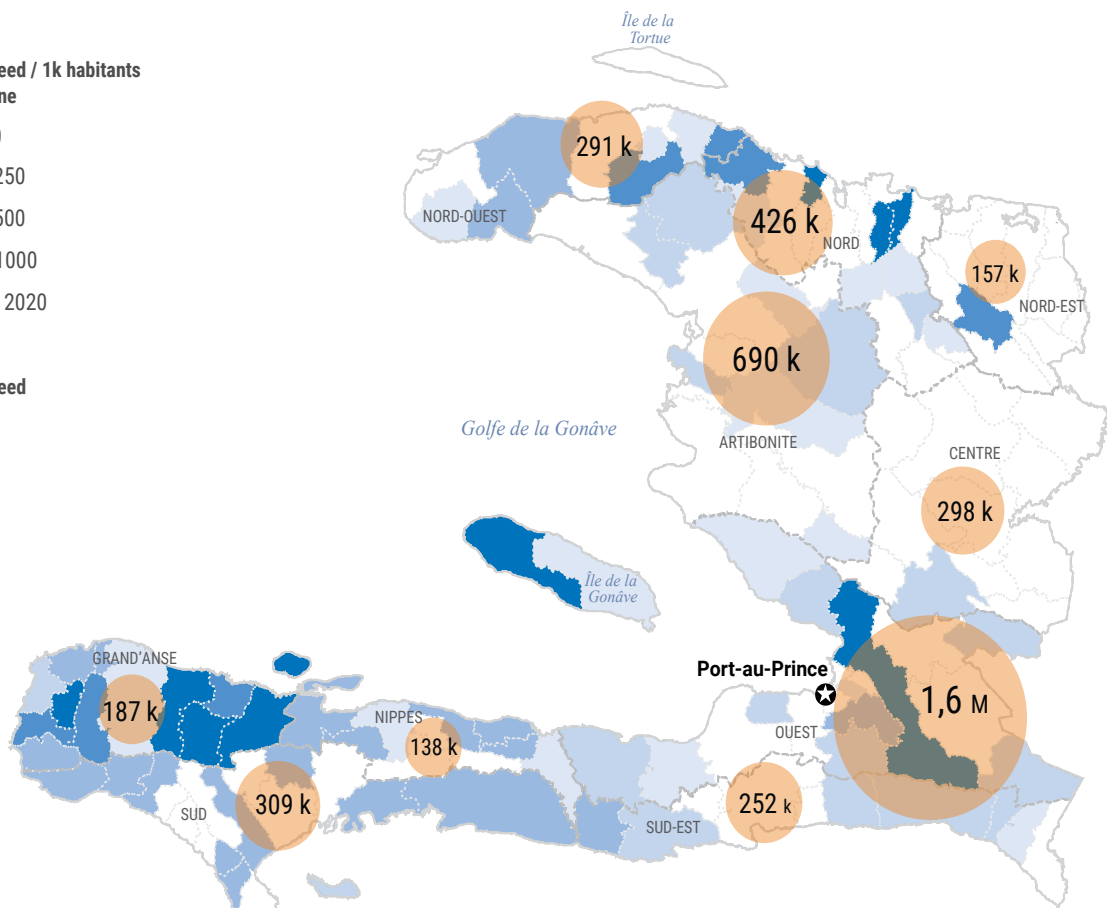 Île de la
Tortue
eed / 1k habitants
ne
250
500
1000
2020
eed
291 k
NORD-OUEST
426 k
NORD
157 k
NORD-EST
690 k
Golfe de la Gonâve
ARTIBONITE
CENTRE
298 k
Île de la
Gonâve
GRAND'ANSE
187 k
Port-au-Prince
1,6 M
OUEST
NIPPES
138 k
309 k
SUD
252 k
SUD-EST